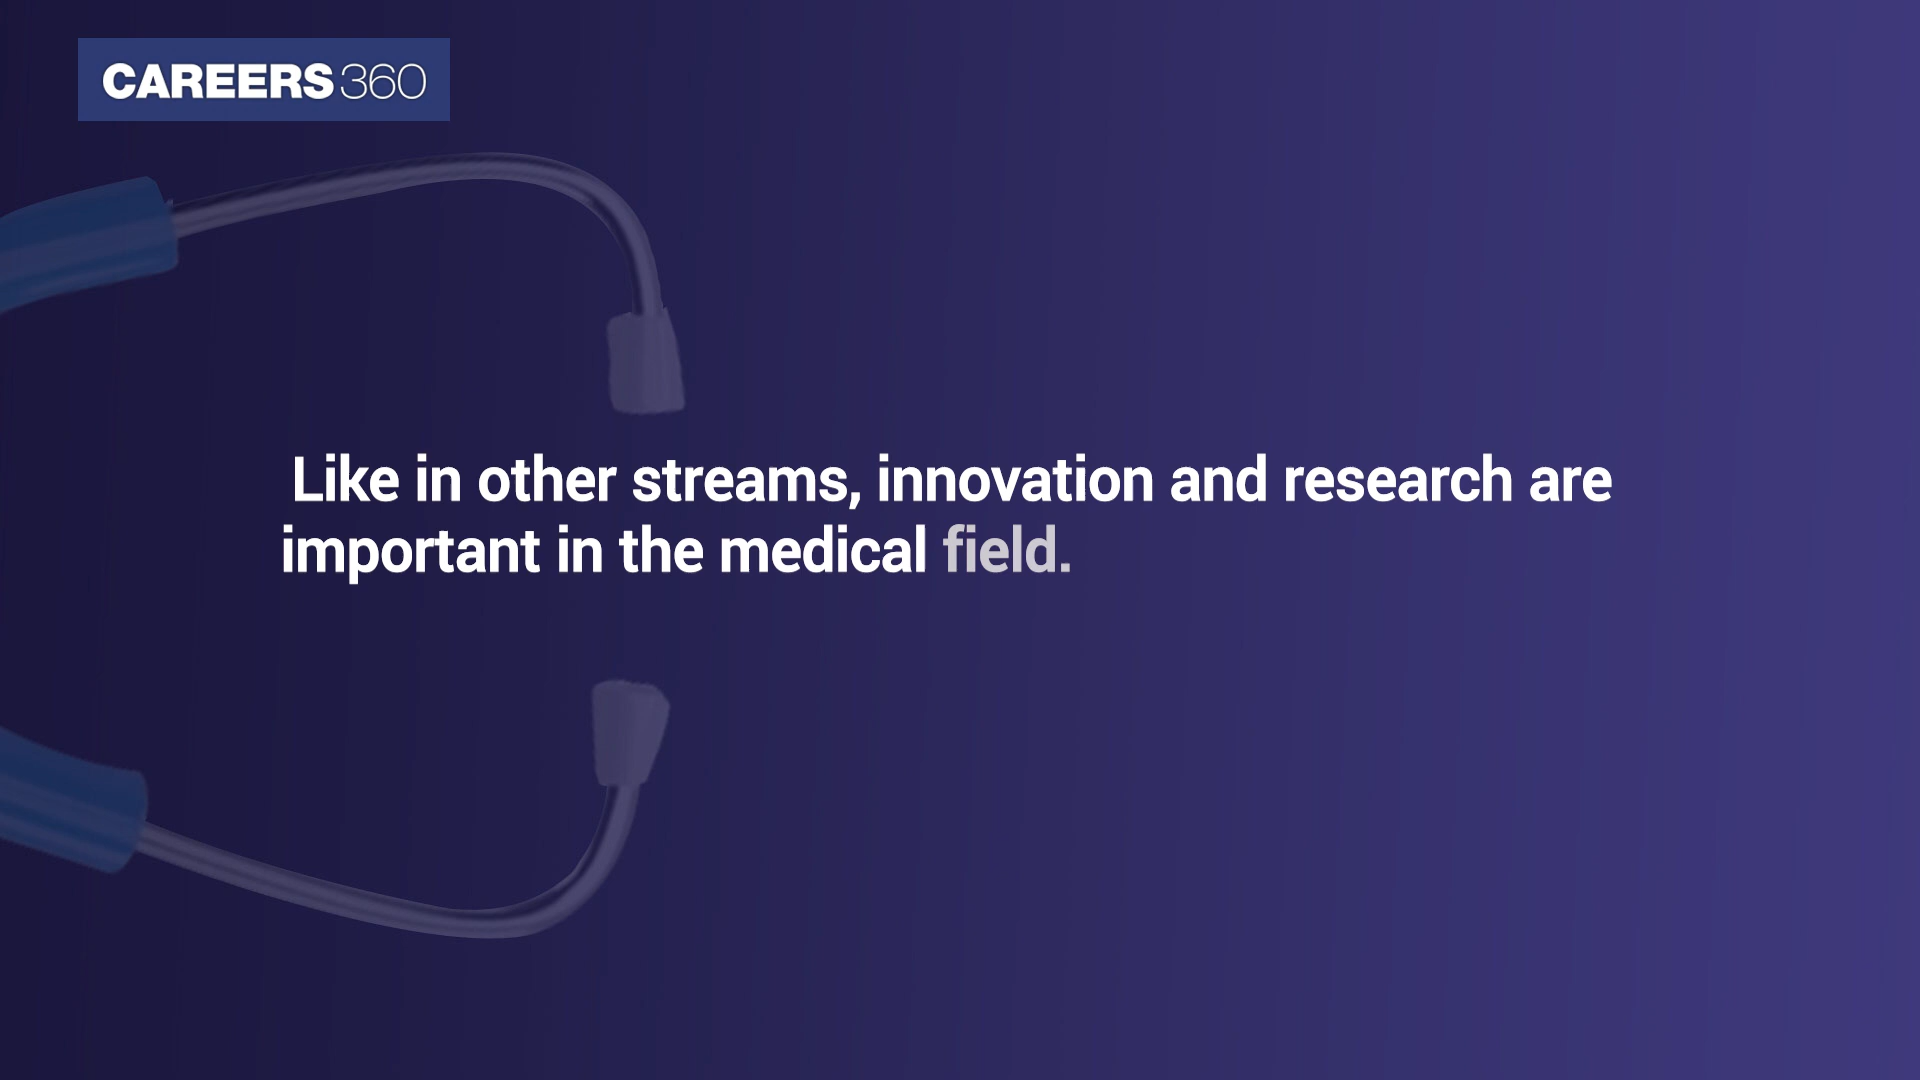 CAREERS360
Like in other streams, innovation and research are
important in the medical field.